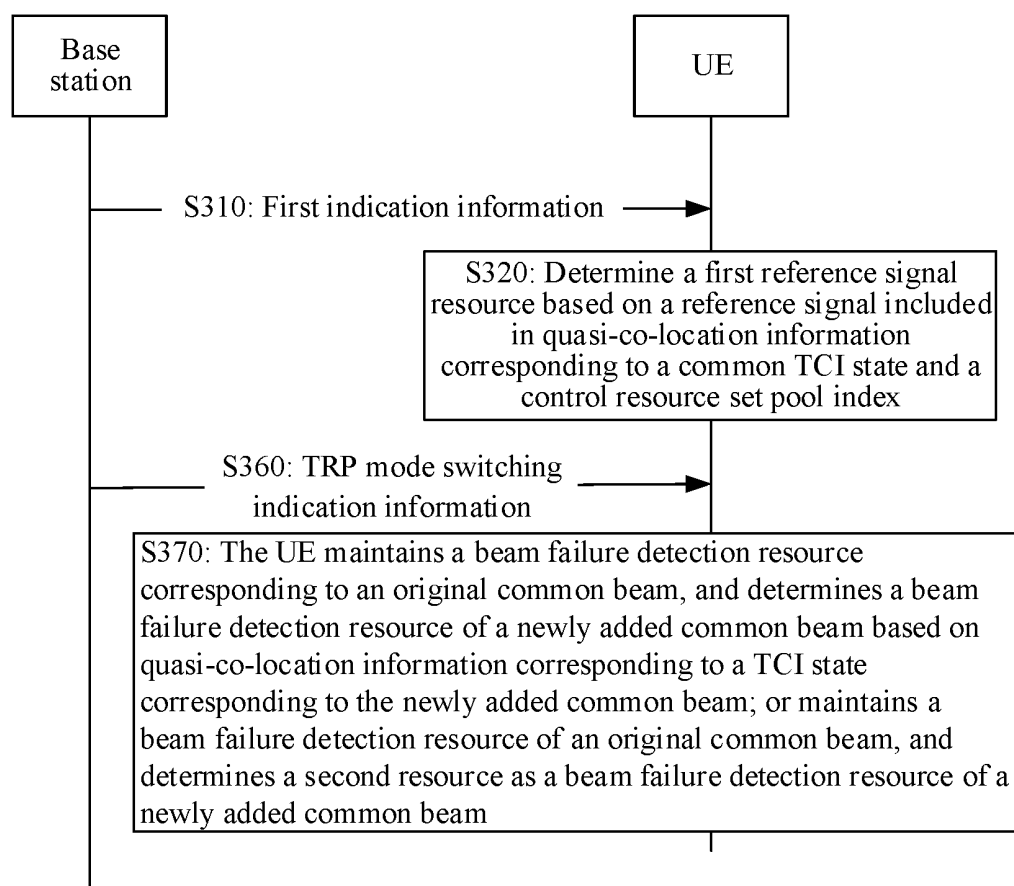 Base
station
UE
S310: First indication information
S320: Determine a first reference signal
resource based on a reference signal included
in quasi-co-location information
corresponding to a common TCI state and a
control resource set pool index
S360: TRP mode switching
indication information
S370: The UE maintains a beam failure detection resource
corresponding to an original common beam, and determines a beam
failure detection resource of a newly added common beam based on
quasi-co-location information corresponding to a TCI state
corresponding to the newly added common beam; or maintains a
beam failure detection resource of an original common beam, and
determines a second resource as a beam failure detection resource of a
newly added common beam